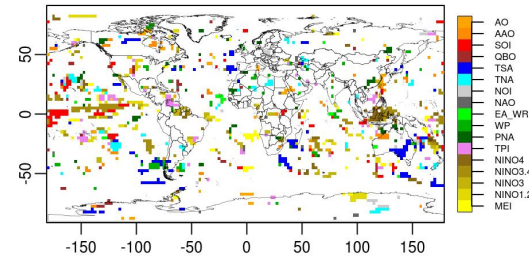 50
0
-50
-150 -100 -50 0 50 100 150
AO
AAO
SOI
QBO
TSA
TNA
NOI
NAO
EA_WR
WP
PNA
TPI
NINO4
NINO3.4
NINO3
NINO1.2
MEI